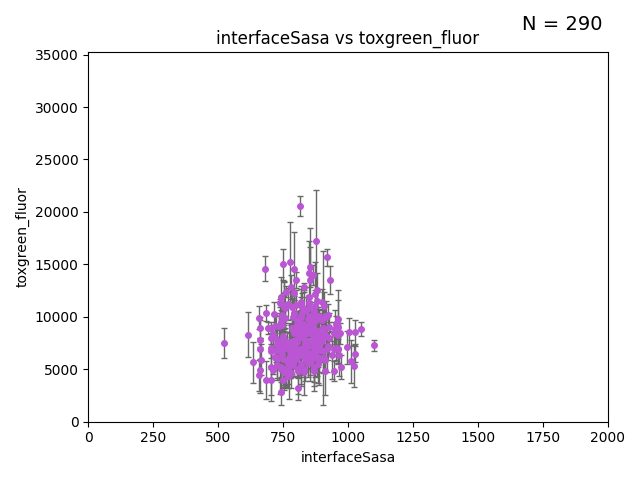 N = 290
interfaceSasa vs toxgreen_fluor
35000
30000
25000
20000
15000
10000
5000
0
toxgreen_fluor
0 250 500 750 1000 1250 1500 1750 2000
interfaceSasa